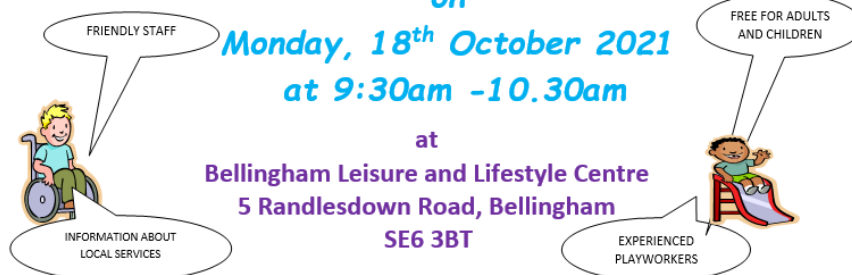 on
FRIENDLY STAFF
FREE FOR ADULTS
AND CHILDREN
Monday, 18th October 2021
at 9:30am -10.30am
at
Bellingham Leisure and Lifestyle Centre
5 Randlesdown Road, Bellingham
SE6 3BT
INFORMATION ABOUT
LOCAL SERVICES
EXPERIENCED
PLAYWORKERS